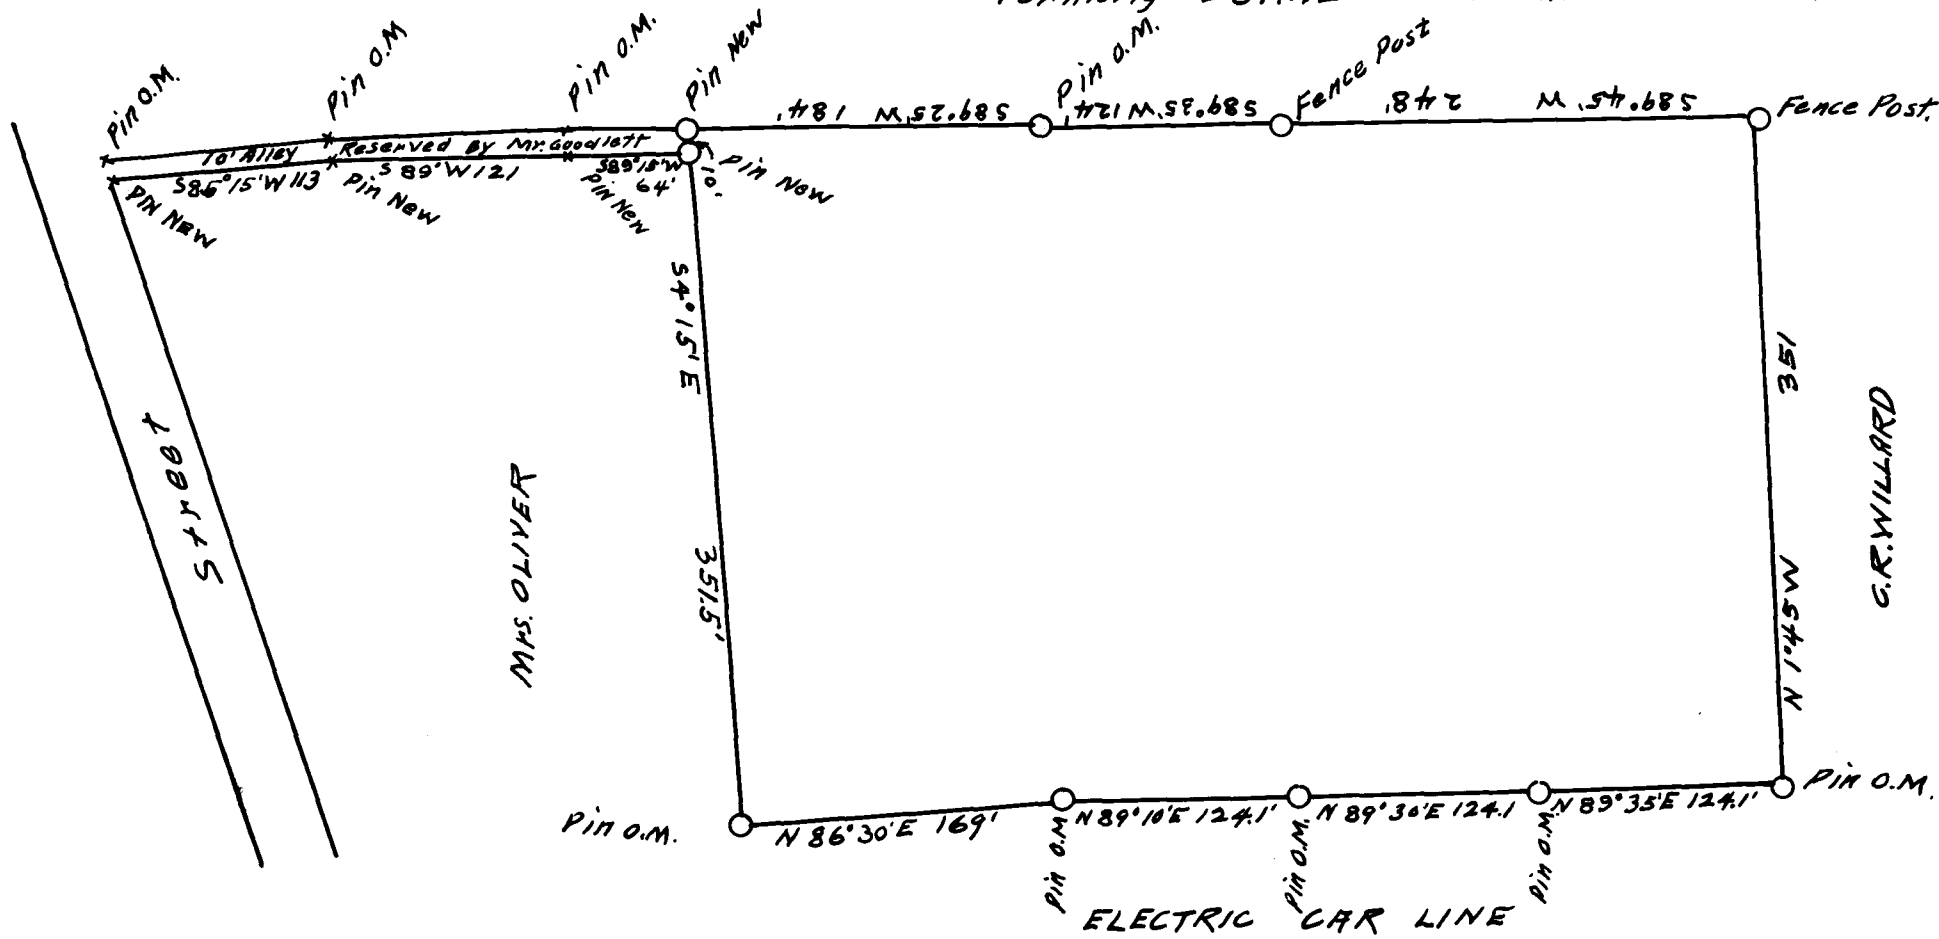 Formerly
Pin O.M.
Pin O.M
Pin O.M.
Pin New
Pin O.M.
Fence Post
Fence Post.
S89°25'W 184'
S89°35'W 124'
S89°45'W 248'
10' Alley Reserved By Mr. Goodlett
S86°15'W 113
S 89°W 121
S89°15'W 64'
10'
Pin New
PIN NEW
Pin New
Pin New
S4°15'E 351.5'
N 1°45W 351
Street
Mrs. OLIVER
C.R. WILLARD
Pin O.M.
N 86°30'E 169'
N 89°10'E 124.1'
N 89°30'E 124.1
N 89°35'E 124.1'
Pin O.M.
Pin O.M
Pin O.M.
Pin O.M.
ELECTRIC CAR LINE